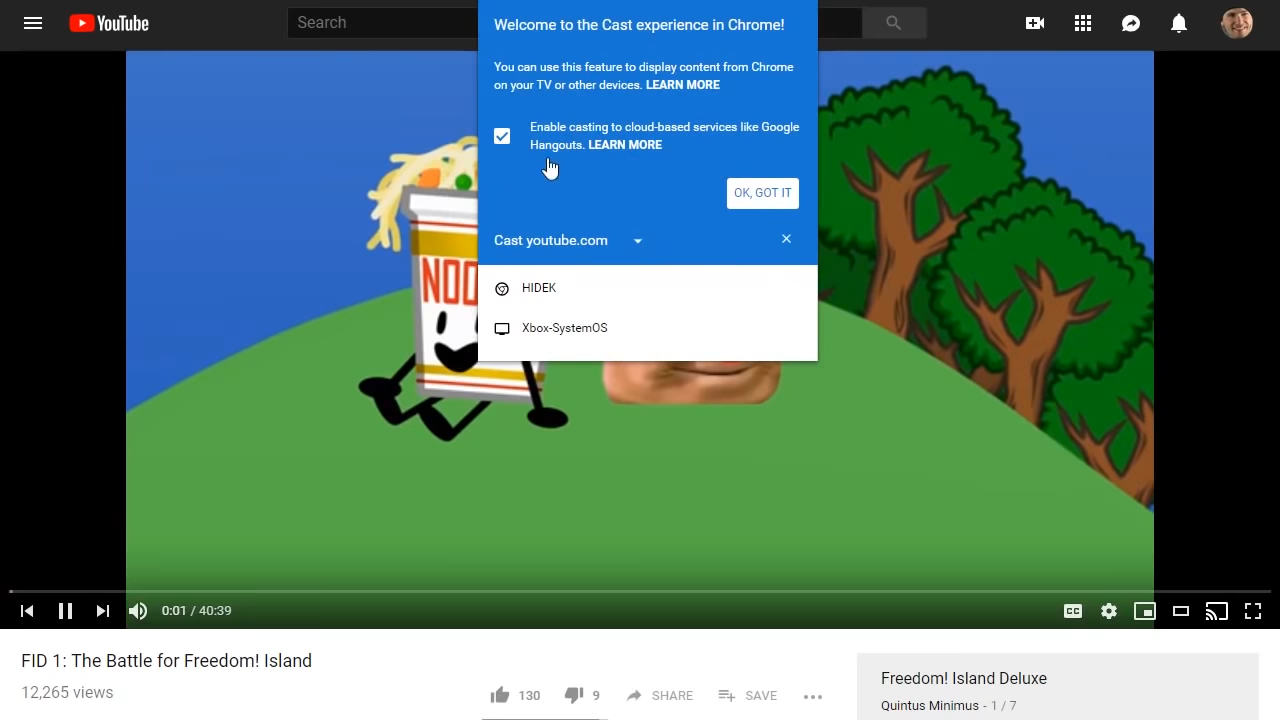 YouTube
Search
Welcome to the Cast experience in Chrome!
You can use this feature to display content from Chrome
on your TV or other devices. LEARN MORE
Enable casting to cloud-based services like Google
Hangouts. LEARN MORE
OK, GOT IT
Cast youtube.com
HIDEK
Xbox-SystemOS
NOO
0:01 / 40:39
CC
FID 1: The Battle for Freedom! Island
12,265 views
130
9
SHARE
SAVE
Freedom! Island Deluxe
Quintus Minimus - 1 / 7